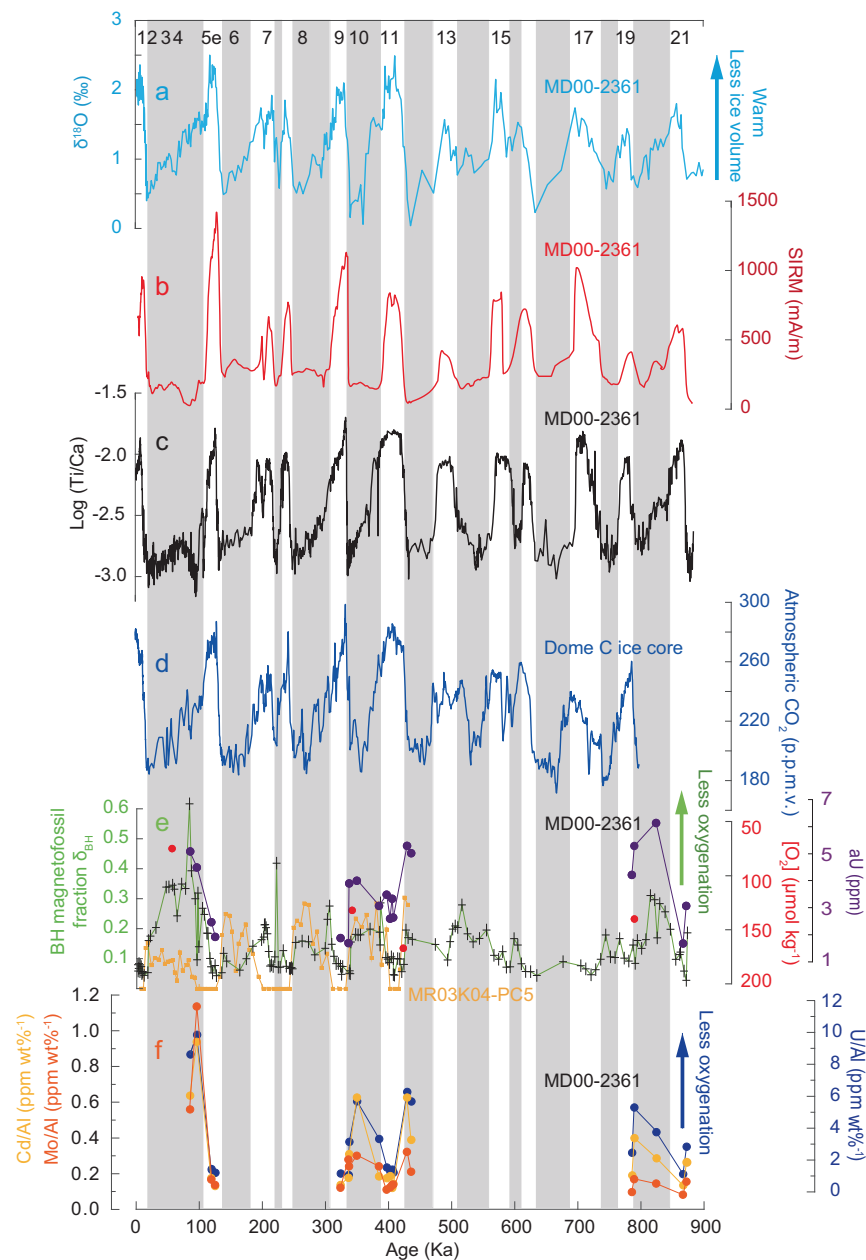 1 2 3 4 5e 6 7 8 9 10 11 13 15 17 19 21
3
2
1
0
δ18O (‰)
a
MD00-2361
Warm
Less ice volume
1500
1000
500
0
SIRM (mA/m)
b
MD00-2361
-1.5
-2.0
-2.5
-3.0
Log (Ti/Ca)
c
MD00-2361
300
260
220
180
Atmospheric CO2 (p.p.m.v.)
d
Dome C ice core
0.6
0.5
0.4
0.3
0.2
0.1
BH magnetofossil
fraction δBH
e
MD00-2361
Less oxygenation
50
100
150
200
[O2] (μmol kg-1)
7
5
3
1
aU (ppm)
MR03K04-PC5
1.2
1.0
0.8
0.6
0.4
0.2
0.0
Cd/Al (ppm wt%-1)
Mo/Al (ppm wt%-1)
f
MD00-2361
Less oxygenation
12
10
8
6
4
2
0
U/Al (ppm wt%-1)
0 100 200 300 400 500 600 700 800 900
Age (Ka)